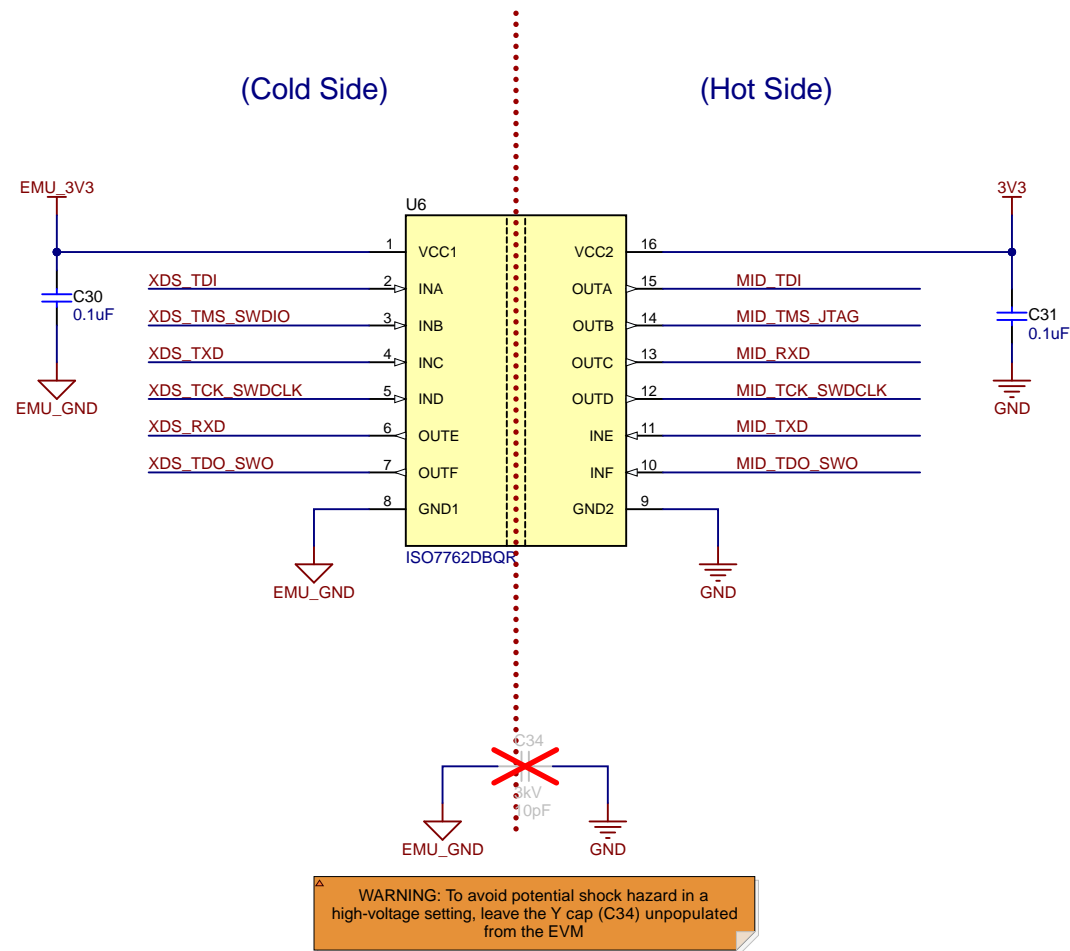 (Cold Side)
(Hot Side)
EMU_3V3
3V3
U6
1
VCC1
VCC2
16
XDS_TDI
2
INA
OUTA
15
MID_TDI
C30
0.1uF
XDS_TMS_SWDIO
3
INB
OUTB
14
MID_TMS_JTAG
C31
0.1uF
XDS_TXD
4
INC
OUTC
13
MID_RXD
XDS_TCK_SWDCLK
5
IND
OUTD
12
MID_TCK_SWDCLK
EMU_GND
GND
XDS_RXD
6
OUTE
INE
11
MID_TXD
XDS_TDO_SWO
7
OUTF
INF
10
MID_TDO_SWO
8
GND1
GND2
9
ISO7762DBQR
EMU_GND
GND
C34
3kV
10pF
EMU_GND
GND
WARNING: To avoid potential shock hazard in a
high-voltage setting, leave the Y cap (C34) unpopulated
from the EVM